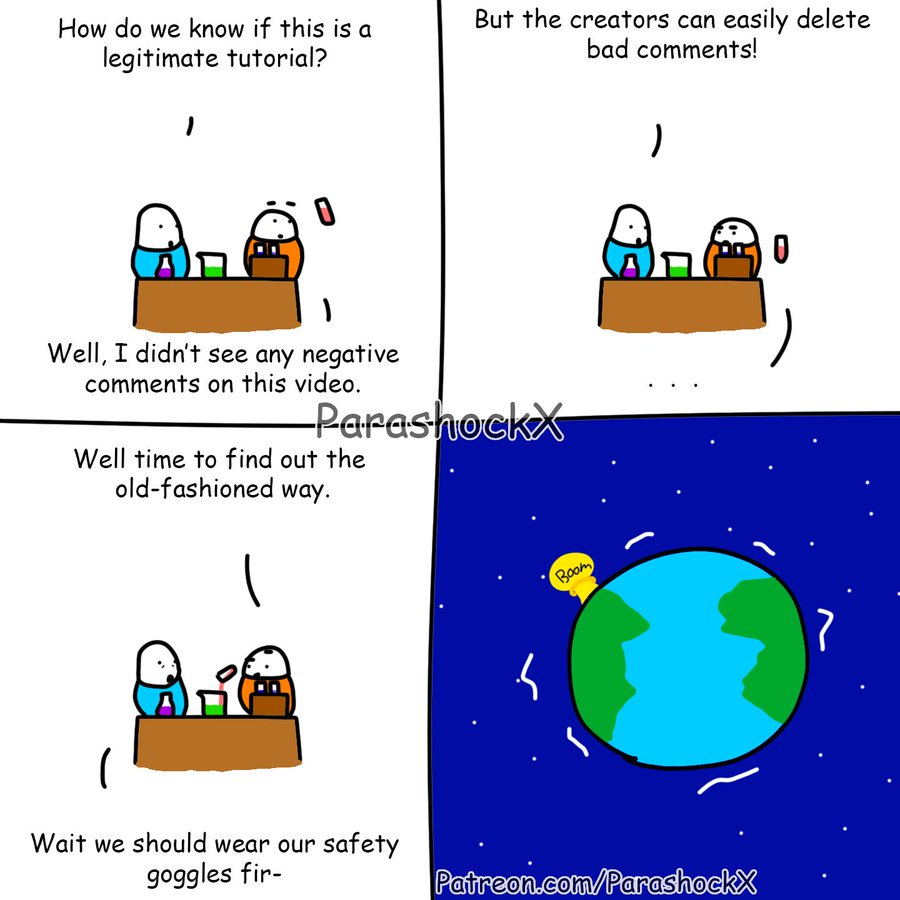 How do we know if this is a
legitimate tutorial?
Well, I didn't see any negative
comments on this video.
But the creators can easily delete
bad comments!
. . .
ParashockX
Well time to find out the
old-fashioned way.
Wait we should wear our safety
goggles fir-
Boom
Patreon.com/ParashockX